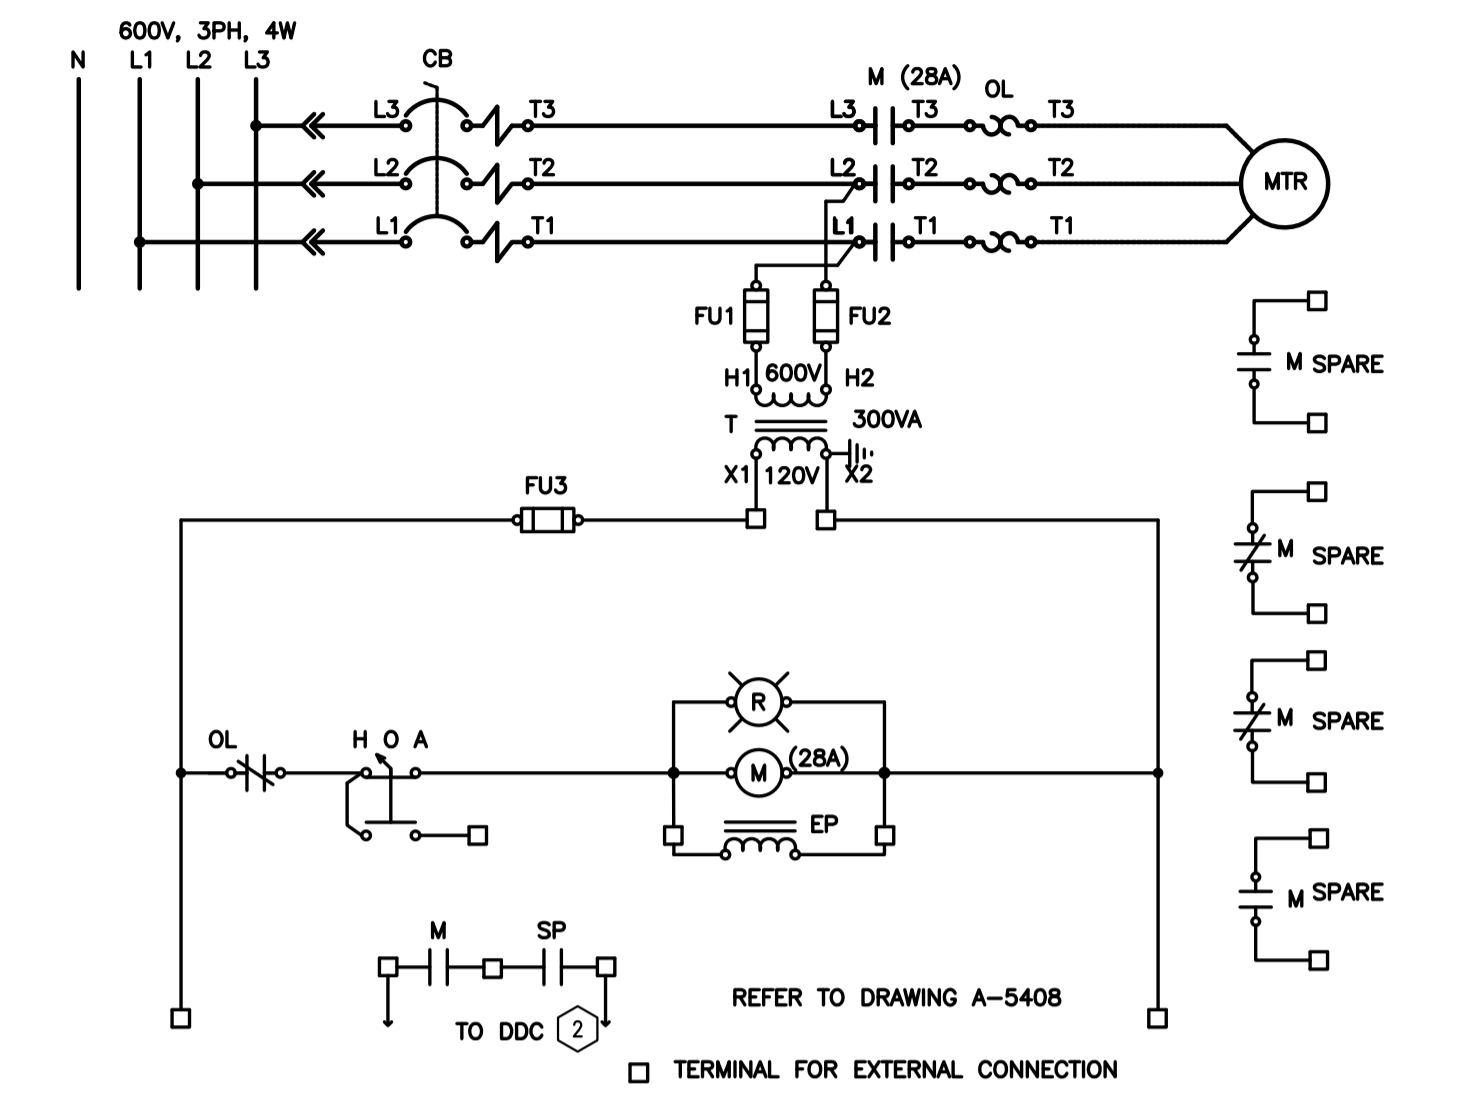 600V, 3PH, 4W
N L1 L2 L3
CB
M (28A)
OL
L3 T3 L3 T3 T3
L2 T2 L2 T2 T2
MTR
L1 T1 L1 T1 T1
FU1 FU2
H1 600V H2
T 300VA
X1 120V X2
FU3
M SPARE
M SPARE
M SPARE
M SPARE
R
OL H O A
M (28A)
EP
M SP
TO DDC 2
REFER TO DRAWING A-5408
TERMINAL FOR EXTERNAL CONNECTION